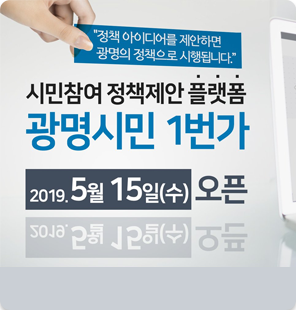 "정책 아이디어를 제안하면
광명의 정책으로 시행됩니다."
시민참여 정책제안 플랫폼
광명시민 1번가
2019. 5월 15일(수) 오픈